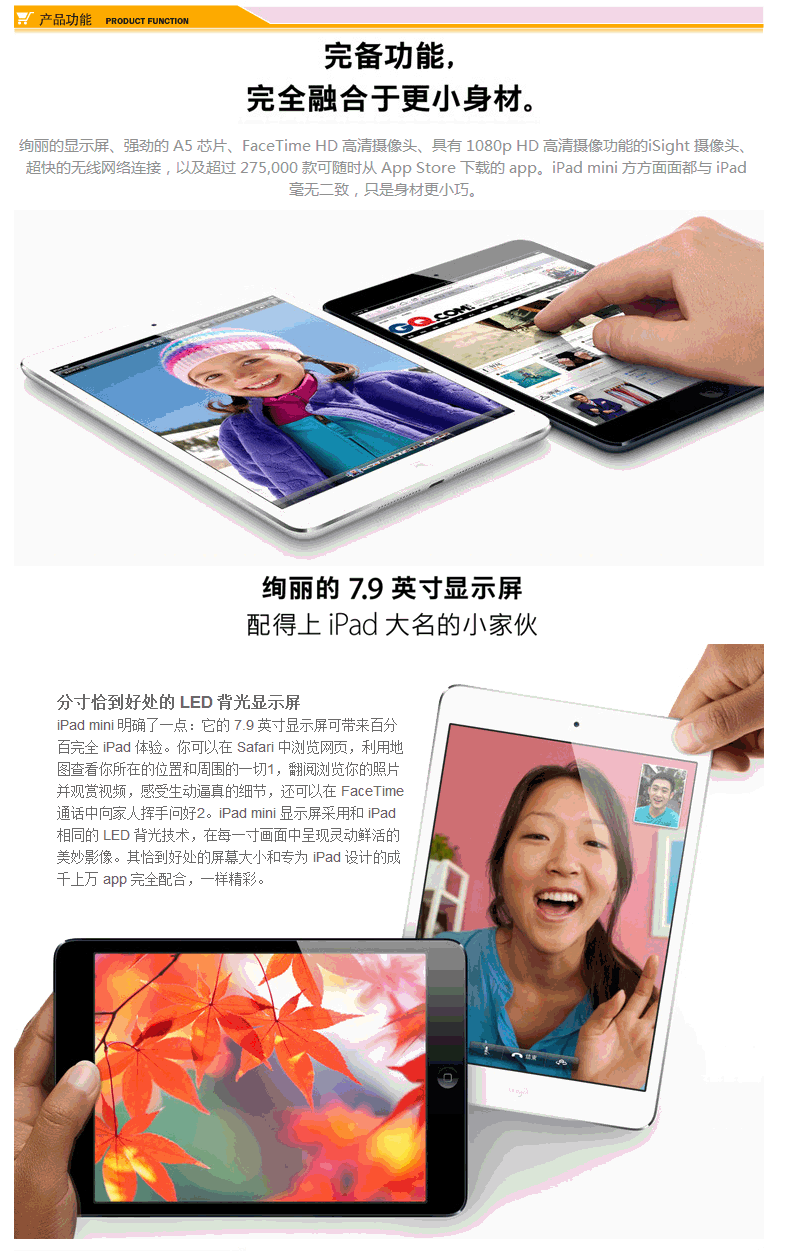 产品功能 PRODUCT FUNCTION
完备功能,
完全融合于更小身材。
绚丽的显示屏、强劲的 A5 芯片、FaceTime HD 高清摄像头、具有 1080p HD 高清摄像功能的iSight 摄像头、
超快的无线网络连接，以及超过 275,000 款可随时从 App Store 下载的 app。iPad mini 方方面面都与 iPad
毫无二致，只是身材更小巧。
GQ.COM
绚丽的 7.9 英寸显示屏
配得上 iPad 大名的小家伙
分寸恰到好处的 LED 背光显示屏
iPad mini 明确了一点：它的 7.9 英寸显示屏可带来百分
百完全 iPad 体验。你可以在 Safari 中浏览网页，利用地
图查看你所在的位置和周围的一切1，翻阅浏览你的照片
并观赏视频，感受生动逼真的细节，还可以在 FaceTime
通话中向家人挥手问好2。iPad mini 显示屏采用和 iPad
相同的 LED 背光技术，在每一寸画面中呈现灵动鲜活的
美妙影像。其恰到好处的屏幕大小和专为 iPad 设计的成
千上万 app 完全配合，一样精彩。
结束